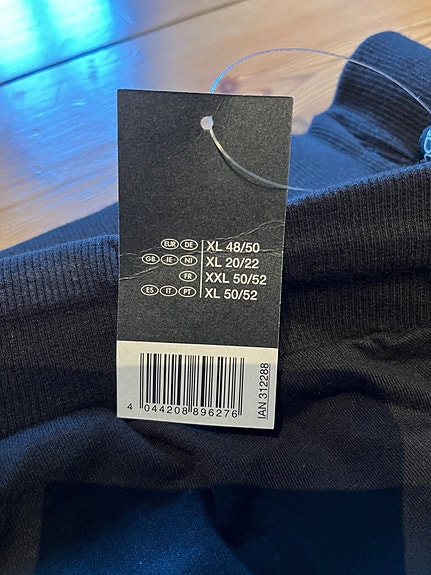 EUR DE XL 48/50
GB IE NI XL 20/22
FR XXL 50/52
ES IT PT XL 50/52
4 044208 896276
IAN 312288